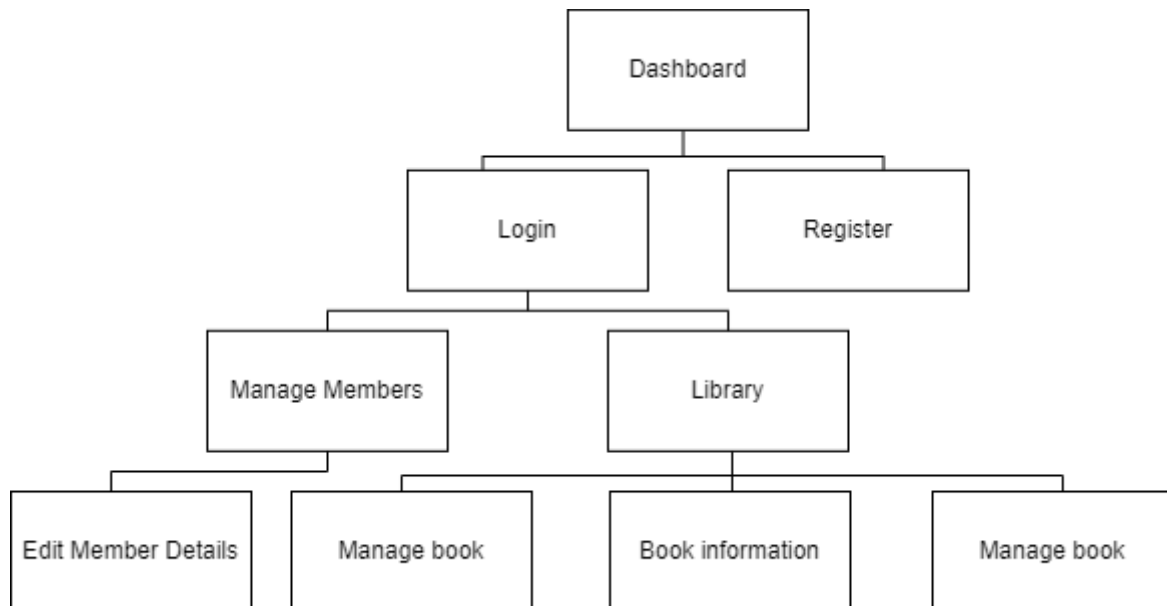 Dashboard
Login
Register
Manage Members
Library
Edit Member Details
Manage book
Book information
Manage book